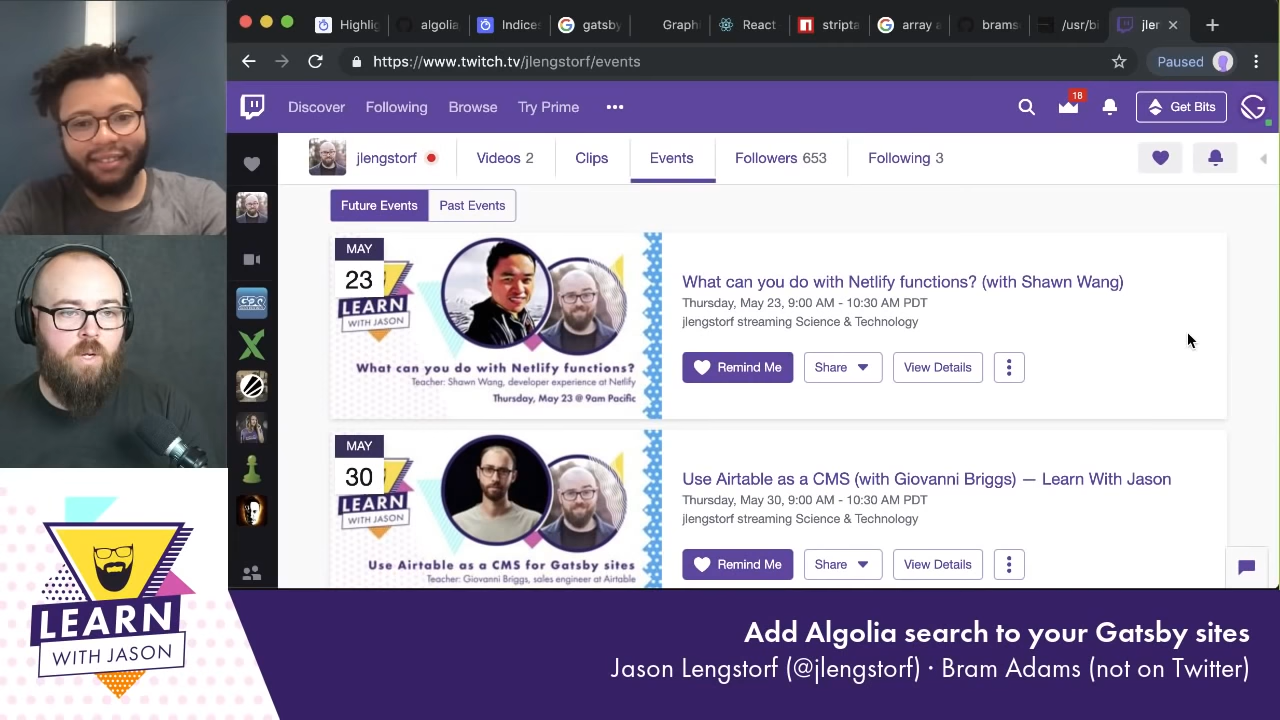 Highlig
algolia
Indices
gatsby
Graph
React
stripta
array a
brams
/usr/bi
jler
https://www.twitch.tv/jlengstorf/events
Paused
Discover
Following
Browse
Try Prime
18
Get Bits
jlengstorf
Videos 2
Clips
Events
Followers 653
Following 3
Future Events
Past Events
MAY
23
LEARN
WITH JASON
What can you do with Netlify functions?
Teacher: Shawn Wang, developer experience at Netlify
Thursday, May 23 @ 9am Pacific
What can you do with Netlify functions? (with Shawn Wang)
Thursday, May 23, 9:00 AM - 10:30 AM PDT
jlengstorf streaming Science & Technology
Remind Me
Share
View Details
MAY
30
LEARN
WITH JASON
Use Airtable as a CMS for Gatsby sites
Teacher: Giovanni Briggs, sales engineer at Airtable
Use Airtable as a CMS (with Giovanni Briggs) — Learn With Jason
Thursday, May 30, 9:00 AM - 10:30 AM PDT
jlengstorf streaming Science & Technology
Remind Me
Share
View Details
LEARN
WITH JASON
Add Algolia search to your Gatsby sites
Jason Lengstorf (@jlengstorf) · Bram Adams (not on Twitter)